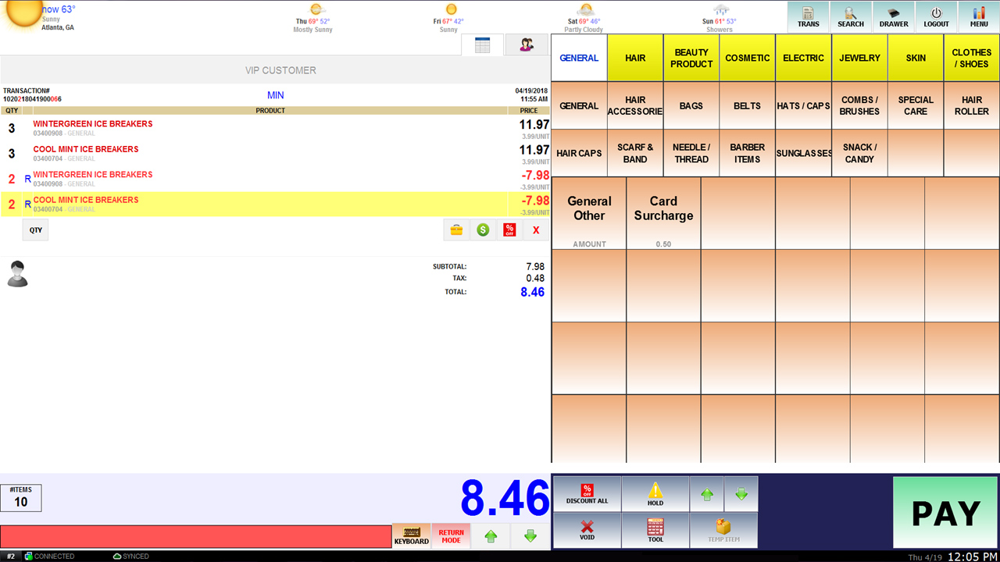 now 63°
Sunny
Atlanta, GA
Thu 69° 52°
Mostly Sunny
Fri 67° 42°
Sunny
Sat 69° 46°
Partly Cloudy
Sun 61° 53°
Showers
TRANS
SEARCH
DRAWER
LOGOUT
MENU
VIP CUSTOMER
TRANSACTION#
10202180419000666
MIN
04/19/2018
11:55 AM
QTY PRODUCT PRICE
3 WINTERGREEN ICE BREAKERS 11.97
03400908 - GENERAL 3.99/UNIT
3 COOL MINT ICE BREAKERS 11.97
03400704 - GENERAL 3.99/UNIT
2 R WINTERGREEN ICE BREAKERS -7.98
03400908 - GENERAL -3.99/UNIT
2 R COOL MINT ICE BREAKERS -7.98
03400704 - GENERAL -3.99/UNIT
QTY
$
% OFF
X
SUBTOTAL: 7.98
TAX: 0.48
TOTAL: 8.46
#ITEMS
10
8.46
KEYBOARD
RETURN
MODE
GENERAL
HAIR
BEAUTY
PRODUCT
COSMETIC
ELECTRIC
JEWELRY
SKIN
CLOTHES
/ SHOES
GENERAL
HAIR
ACCESSORIE
BAGS
BELTS
HATS / CAPS
COMBS /
BRUSHES
SPECIAL
CARE
HAIR
ROLLER
HAIR CAPS
SCARF &
BAND
NEEDLE /
THREAD
BARBER
ITEMS
SUNGLASSES
SNACK /
CANDY
General
Other
AMOUNT
Card
Surcharge
0.50
% OFF
DISCOUNT ALL
HOLD
VOID
TOOL
TEMP ITEM
PAY
#2 CONNECTED SYNCED
Thu 4/19 12:05 PM